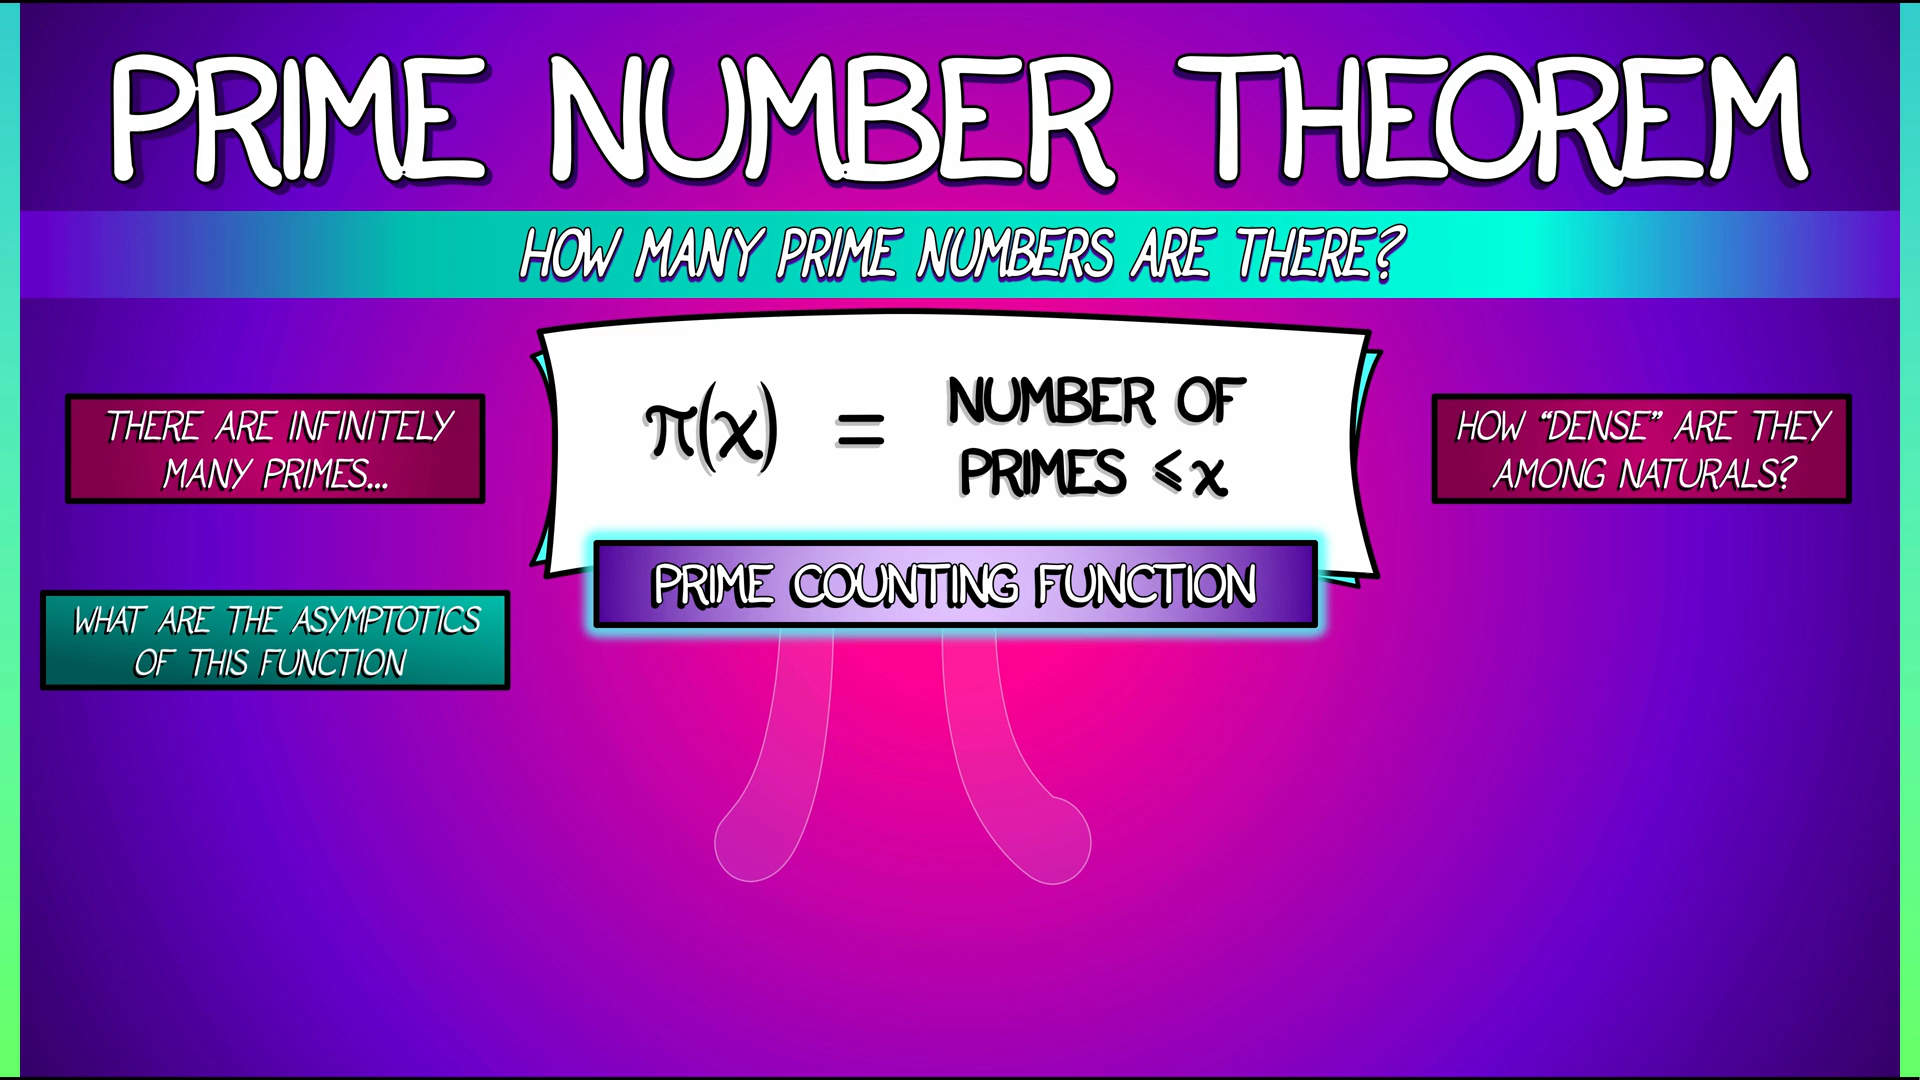 PRIME NUMBER THEOREM
HOW MANY PRIME NUMBERS ARE THERE?
THERE ARE INFINITELY
MANY PRIMES...
π(x) = NUMBER OF
PRIMES ⩽ x
HOW “DENSE” ARE THEY
AMONG NATURALS?
PRIME COUNTING FUNCTION
WHAT ARE THE ASYMPTOTICS
OF THIS FUNCTION